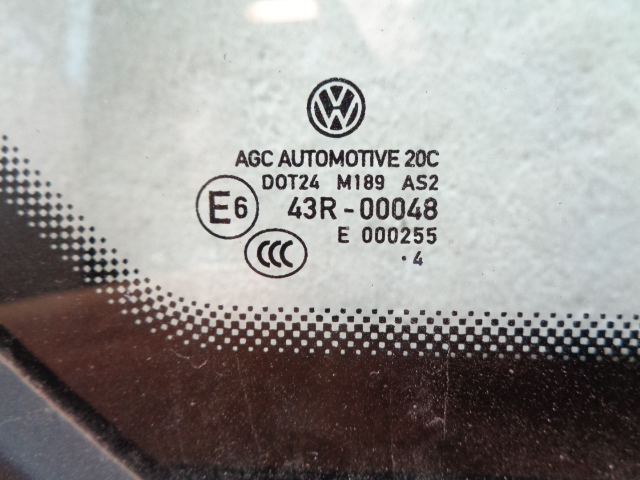 VW
AGC AUTOMOTIVE 20C
DOT24 M189 AS2
E6 43R-00048
CCC
E 000255
·4